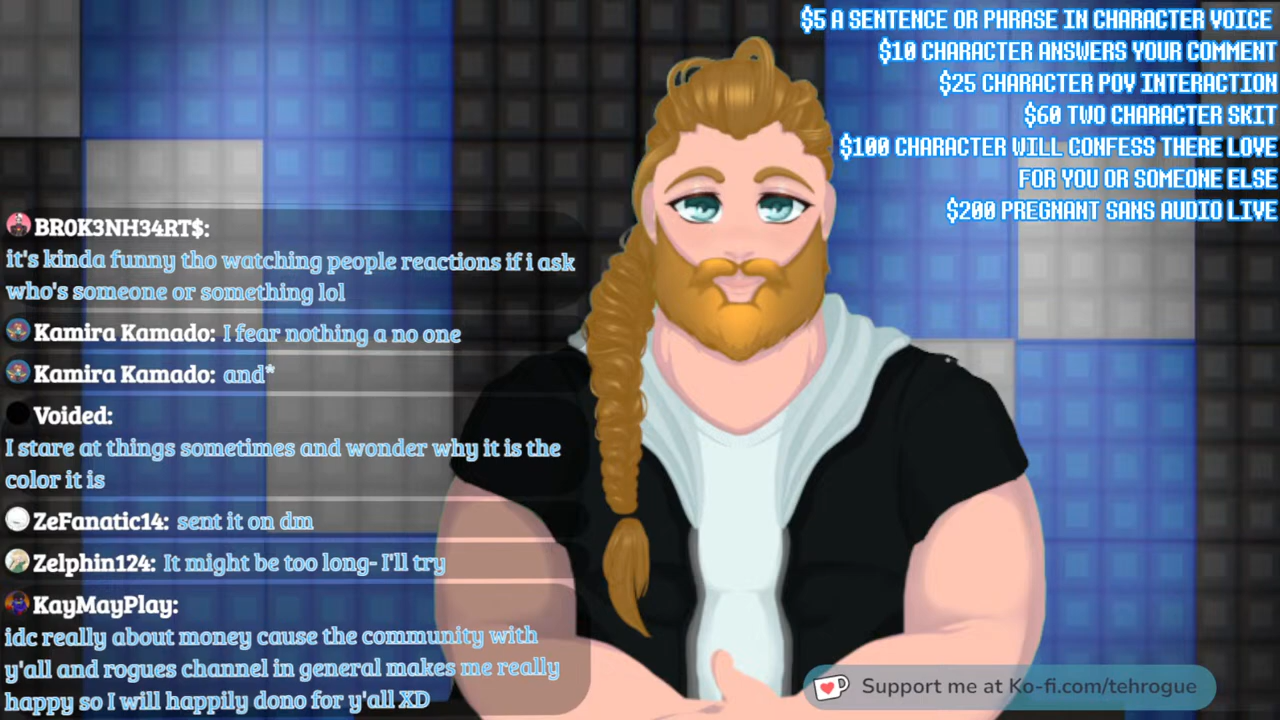 $5 A SENTENCE OR PHRASE IN CHARACTER VOICE
$10 CHARACTER ANSWERS YOUR COMMENT
$25 CHARACTER POV INTERACTION
$60 TWO CHARACTER SKIT
$100 CHARACTER WILL CONFESS THERE LOVE
FOR YOU OR SOMEONE ELSE
$200 PREGNANT SANS AUDIO LIVE
BR0K3NH34RT$:
it's kinda funny tho watching people reactions if i ask
who's someone or something lol
Kamira Kamado: I fear nothing a no one
Kamira Kamado: and*
Voided:
I stare at things sometimes and wonder why it is the
color it is
ZeFanatic14: sent it on dm
Zelphin124: It might be too long- I'll try
KayMayPlay:
idc really about money cause the community with
y'all and rogues channel in general makes me really
happy so I will happily dono for y'all XD
Support me at Ko-fi.com/tehrogue